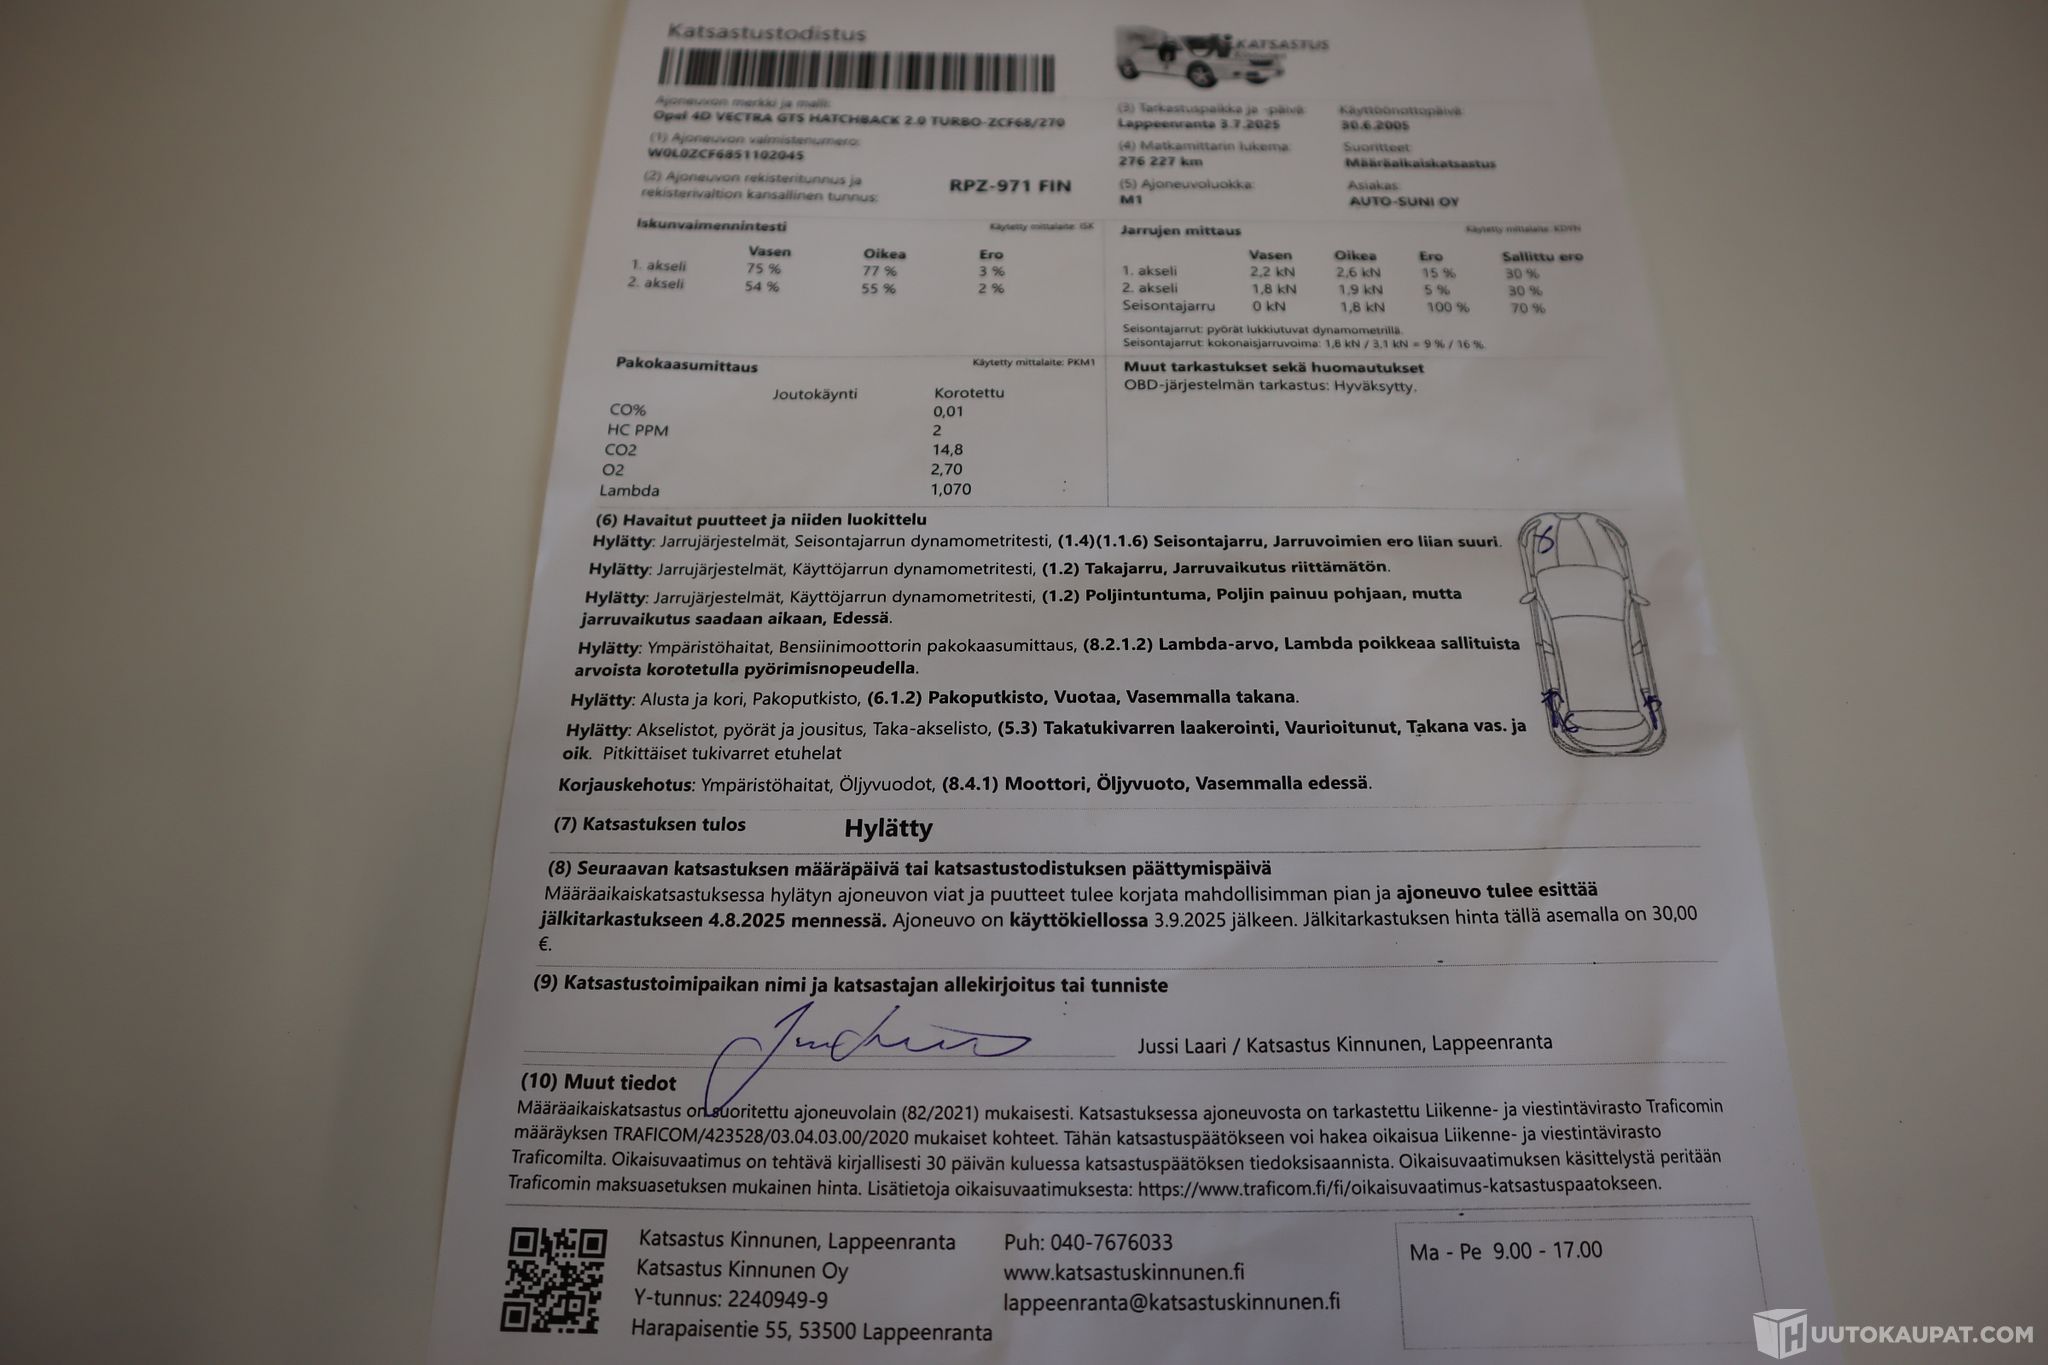 Katsastustodistus
KATSASTUS
Kinnunen
Ajoneuvon merkki ja malli:
Opel 4D VECTRA GTS HATCHBACK 2.0 TURBO-ZCF68/270
(1) Ajoneuvon valmistenumero:
W0L0ZCF6851102045
(2) Ajoneuvon rekisteritunnus ja
rekisterivaltion kansallinen tunnus:
RPZ-971 FIN
(3) Tarkastuspaikka ja -päivä:
Lappeenranta 3.7.2025
Käyttöönottopäivä:
30.6.2005
(4) Matkamittarin lukema:
276 227 km
Suoritteet:
Määräaikaiskatsastus
(5) Ajoneuvoluokka:
M1
Asiakas:
AUTO-SUNI OY
Iskunvaimennintesti Käytetty mittalaite: ISK
Vasen Oikea Ero
1. akseli 75 % 77 % 3 %
2. akseli 54 % 55 % 2 %
Jarrujen mittaus Käytetty mittalaite: KDYN
Vasen Oikea Ero Sallittu ero
1. akseli 2,2 kN 2,6 kN 15 % 30 %
2. akseli 1,8 kN 1,9 kN 5 % 30 %
Seisontajarru 0 kN 1,8 kN 100 % 70 %
Seisontajarrut: pyörät lukkiutuvat dynamometrillä.
Seisontajarrut: kokonaisjarruvoima: 1,8 kN / 3,1 kN = 9 % / 16 %.
Pakokaasumittaus Käytetty mittalaite: PKM1
Joutokäynti Korotettu
CO% 0,01
HC PPM 2
CO2 14,8
O2 2,70
Lambda 1,070
Muut tarkastukset sekä huomautukset
OBD-järjestelmän tarkastus: Hyväksytty.
(6) Havaitut puutteet ja niiden luokittelu
Hylätty: Jarrujärjestelmät, Seisontajarrun dynamometritesti, (1.4)(1.1.6) Seisontajarru, Jarruvoimien ero liian suuri.
Hylätty: Jarrujärjestelmät, Käyttöjarrun dynamometritesti, (1.2) Takajarru, Jarruvaikutus riittämätön.
Hylätty: Jarrujärjestelmät, Käyttöjarrun dynamometritesti, (1.2) Poljintuntuma, Poljin painuu pohjaan, mutta
jarruvaikutus saadaan aikaan, Edessä.
Hylätty: Ympäristöhaitat, Bensiinimoottorin pakokaasumittaus, (8.2.1.2) Lambda-arvo, Lambda poikkeaa sallituista
arvoista korotetulla pyörimisnopeudella.
Hylätty: Alusta ja kori, Pakoputkisto, (6.1.2) Pakoputkisto, Vuotaa, Vasemmalla takana.
Hylätty: Akselistot, pyörät ja jousitus, Taka-akselisto, (5.3) Takatukivarren laakerointi, Vaurioitunut, Takana vas. ja
oik. Pitkittäiset tukivarret etuhelat
Korjauskehotus: Ympäristöhaitat, Öljyvuodot, (8.4.1) Moottori, Öljyvuoto, Vasemmalla edessä.
(7) Katsastuksen tulos Hylätty
(8) Seuraavan katsastuksen määräpäivä tai katsastustodistuksen päättymispäivä
Määräaikaiskatsastuksessa hylätyn ajoneuvon viat ja puutteet tulee korjata mahdollisimman pian ja ajoneuvo tulee esittää
jälkitarkastukseen 4.8.2025 mennessä. Ajoneuvo on käyttökiellossa 3.9.2025 jälkeen. Jälkitarkastuksen hinta tällä asemalla on 30,00
€.
(9) Katsastustoimipaikan nimi ja katsastajan allekirjoitus tai tunniste
Jussi Laari / Katsastus Kinnunen, Lappeenranta
(10) Muut tiedot
Määräaikaiskatsastus on suoritettu ajoneuvolain (82/2021) mukaisesti. Katsastuksessa ajoneuvosta on tarkastettu Liikenne- ja viestintävirasto Traficomin
määräyksen TRAFICOM/423528/03.04.03.00/2020 mukaiset kohteet. Tähän katsastuspäätökseen voi hakea oikaisua Liikenne- ja viestintävirasto
Traficomilta. Oikaisuvaatimus on tehtävä kirjallisesti 30 päivän kuluessa katsastuspäätöksen tiedoksisaannista. Oikaisuvaatimuksen käsittelystä peritään
Traficomin maksuasetuksen mukainen hinta. Lisätietoja oikaisuvaatimuksesta: https://www.traficom.fi/fi/oikaisuvaatimus-katsastuspaatokseen.
Katsastus Kinnunen, Lappeenranta
Katsastus Kinnunen Oy
Y-tunnus: 2240949-9
Harapaisentie 55, 53500 Lappeenranta
Puh: 040-7676033
www.katsastuskinnunen.fi
lappeenranta@katsastuskinnunen.fi
Ma - Pe 9.00 - 17.00
HUUTOKAUPAT.COM